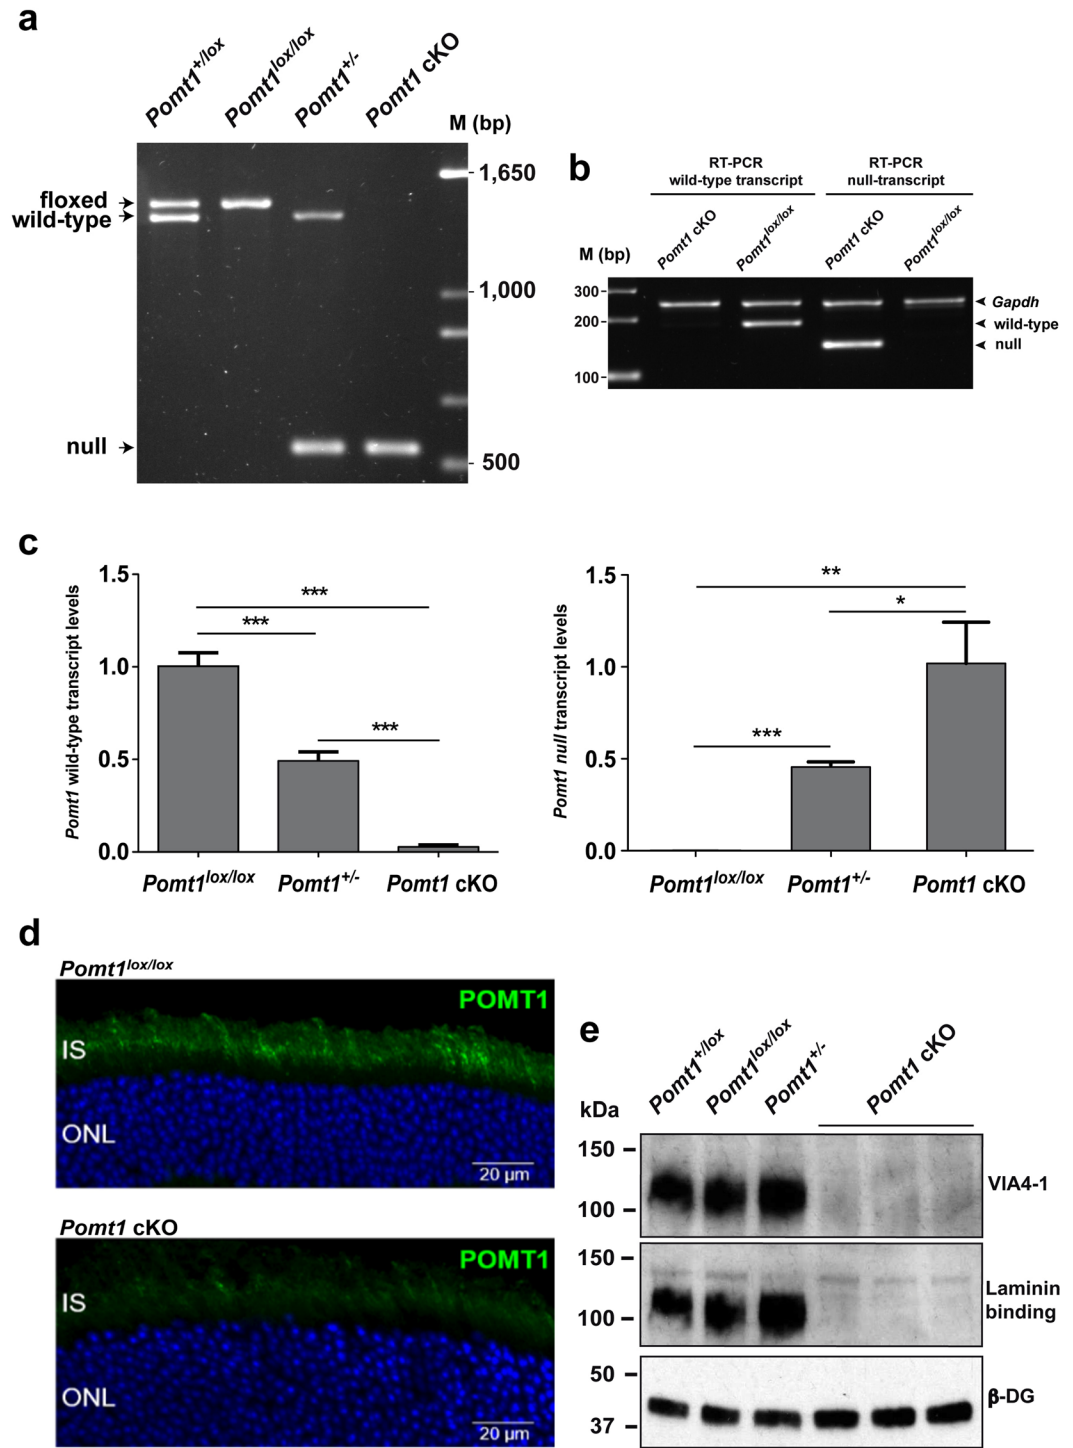 a
Pomt1+/lox
Pomt1lox/lox
Pomt1+/-
Pomt1 cKO
M (bp)
floxed
wild-type
null
1,650
1,000
500
b
RT-PCR
wild-type transcript
RT-PCR
null-transcript
Pomt1 cKO
Pomt1lox/lox
Pomt1 cKO
Pomt1lox/lox
M (bp)
300
200
100
Gapdh
wild-type
null
c
Pomt1 wild-type transcript levels
1.5
1.0
0.5
0.0
***
***
***
Pomt1lox/lox
Pomt1+/-
Pomt1 cKO
Pomt1 null transcript levels
1.5
1.0
0.5
0.0
**
*
***
Pomt1lox/lox
Pomt1+/-
Pomt1 cKO
d
Pomt1lox/lox
POMT1
IS
ONL
20 µm
Pomt1 cKO
POMT1
IS
ONL
20 µm
e
Pomt1+/lox
Pomt1lox/lox
Pomt1+/-
Pomt1 cKO
kDa
150
100
VIA4-1
150
100
Laminin
binding
50
37
β-DG